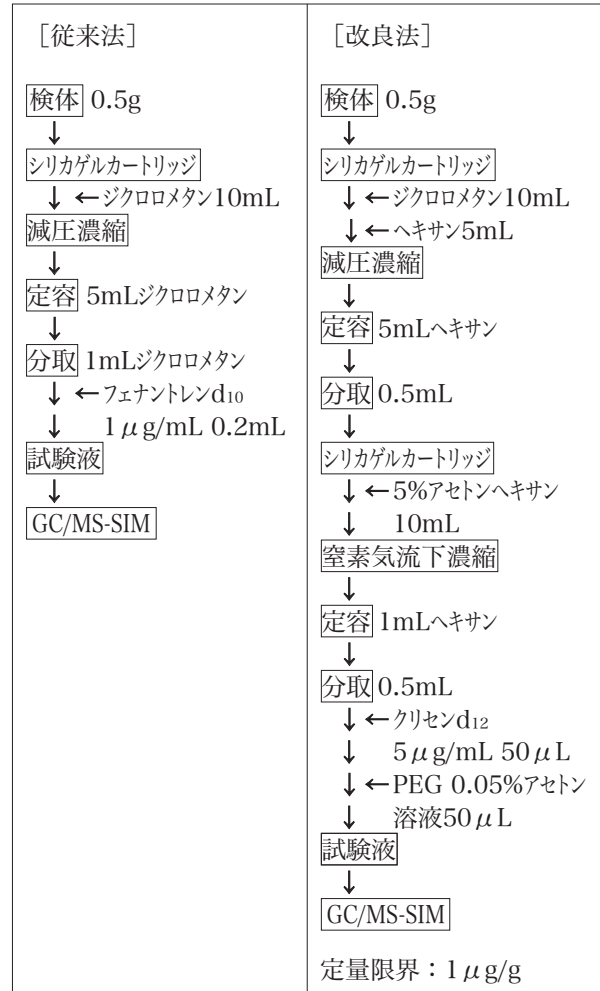 ［従来法］
検体 0.5g
↓
シリカゲルカートリッジ
↓ ←ジクロロメタン10mL
減圧濃縮
↓
定容 5mLジクロロメタン
↓
分取 1mLジクロロメタン
↓ ←フェナントレンd10
↓ 1μg/mL 0.2mL
試験液
↓
GC/MS-SIM
［改良法］
検体 0.5g
↓
シリカゲルカートリッジ
↓ ←ジクロロメタン10mL
↓ ←ヘキサン5mL
減圧濃縮
↓
定容 5mLヘキサン
↓
分取 0.5mL
↓
シリカゲルカートリッジ
↓ ←5%アセトンヘキサン
↓ 10mL
窒素気流下濃縮
↓
定容 1mLヘキサン
↓
分取 0.5mL
↓ ←クリセンd12
↓ 5μg/mL 50μL
↓ ←PEG 0.05%アセトン
↓ 溶液50μL
試験液
↓
GC/MS-SIM
定量限界：1μg/g